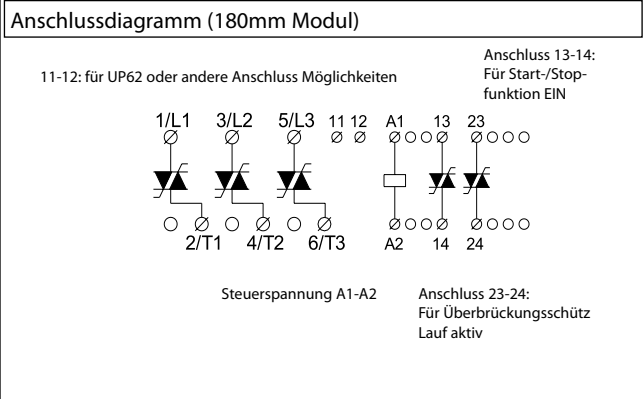 Anschlussdiagramm (180mm Modul)
Anschluss 13-14:
Für Start-/Stop-
funktion EIN
11-12: für UP62 oder andere Anschluss Möglichkeiten
1/L1 3/L2 5/L3 11 12 A1 13 23
2/T1 4/T2 6/T3 A2 14 24
Steuerspannung A1-A2
Anschluss 23-24:
Für Überbrückungsschütz
Lauf aktiv